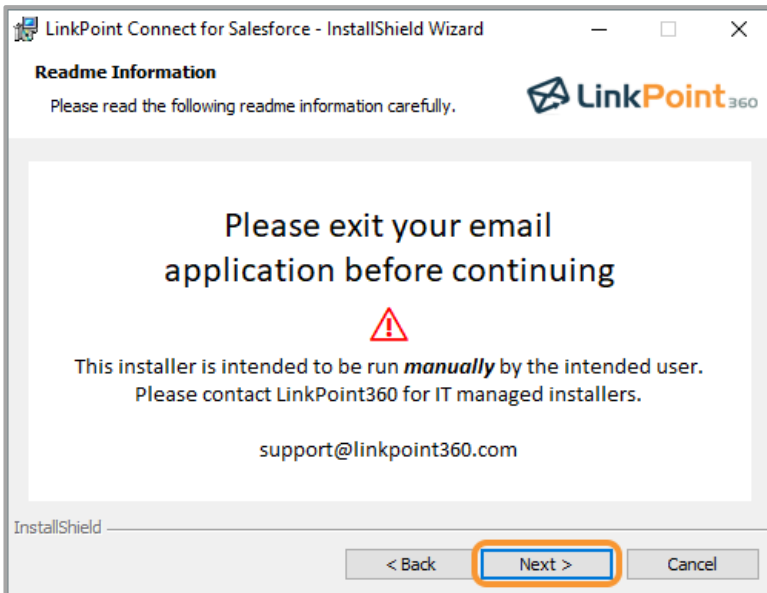 LinkPoint Connect for Salesforce - InstallShield Wizard
Readme Information
Please read the following readme information carefully.
LinkPoint360
Please exit your email
application before continuing
This installer is intended to be run manually by the intended user.
Please contact LinkPoint360 for IT managed installers.
support@linkpoint360.com
InstallShield
< Back Next > Cancel